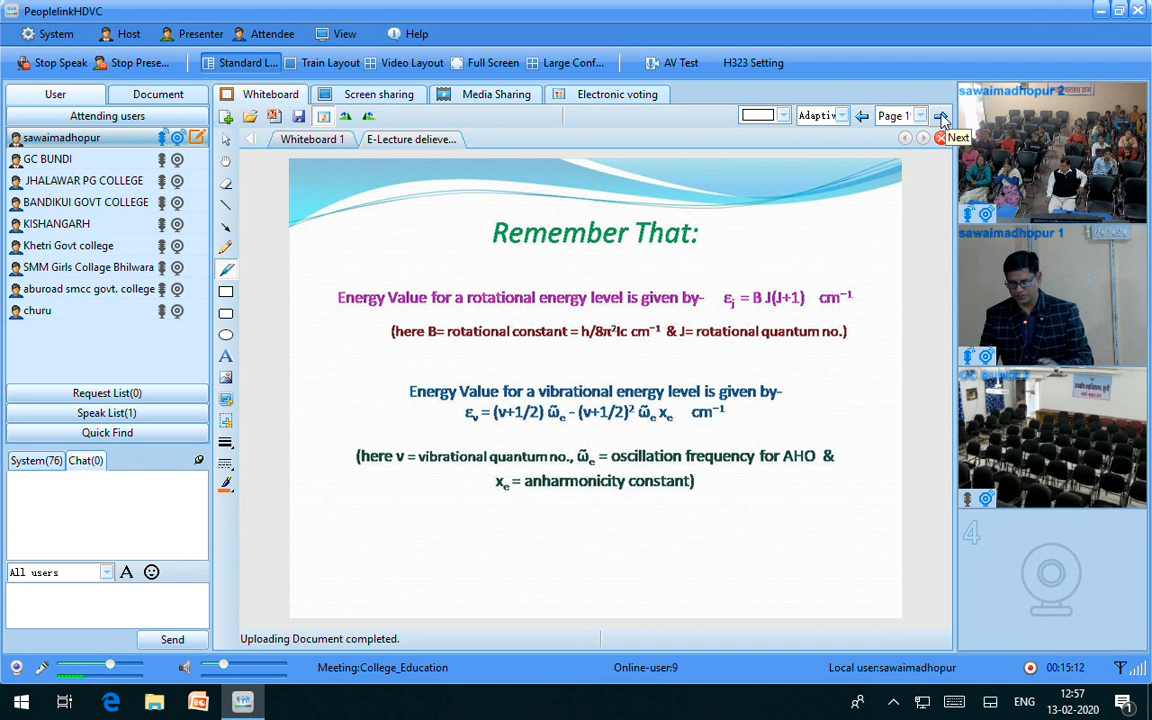 PeoplelinkHDVC
System Host Presenter Attendee View Help
Stop Speak Stop Prese... Standard L... Train Layout Video Layout Full Screen Large Conf... AV Test H323 Setting
User Document
Attending users
sawaimadhopur
GC BUNDI
JHALAWAR PG COLLEGE
BANDIKUI GOVT COLLEGE
KISHANGARH
Khetri Govt college
SMM Girls Collage Bhilwara
aburoad smcc govt. college
churu
Request List(0)
Speak List(1)
Quick Find
System(76) Chat(0)
All users
Send
Whiteboard Screen sharing Media Sharing Electronic voting
Adaptiv Page 1
Next
Whiteboard 1 E-Lecture delieve...
Remember That:
Energy Value for a rotational energy level is given by- εj = B J(J+1) cm⁻¹
(here B= rotational constant = h/8π²Ic cm⁻¹ & J= rotational quantum no.)
Energy Value for a vibrational energy level is given by-
εv = (v+1/2) ω̃e - (v+1/2)² ω̃e xe cm⁻¹
(here v = vibrational quantum no., ω̃e = oscillation frequency for AHO &
xe = anharmonicity constant)
Uploading Document completed.
sawaimadhopur 2
sawaimadhopur 1
GC BUNDI 2
4
Meeting:College_Education Online-user:9 Local user:sawaimadhopur 00:15:12
ENG
12:57
13-02-2020
1